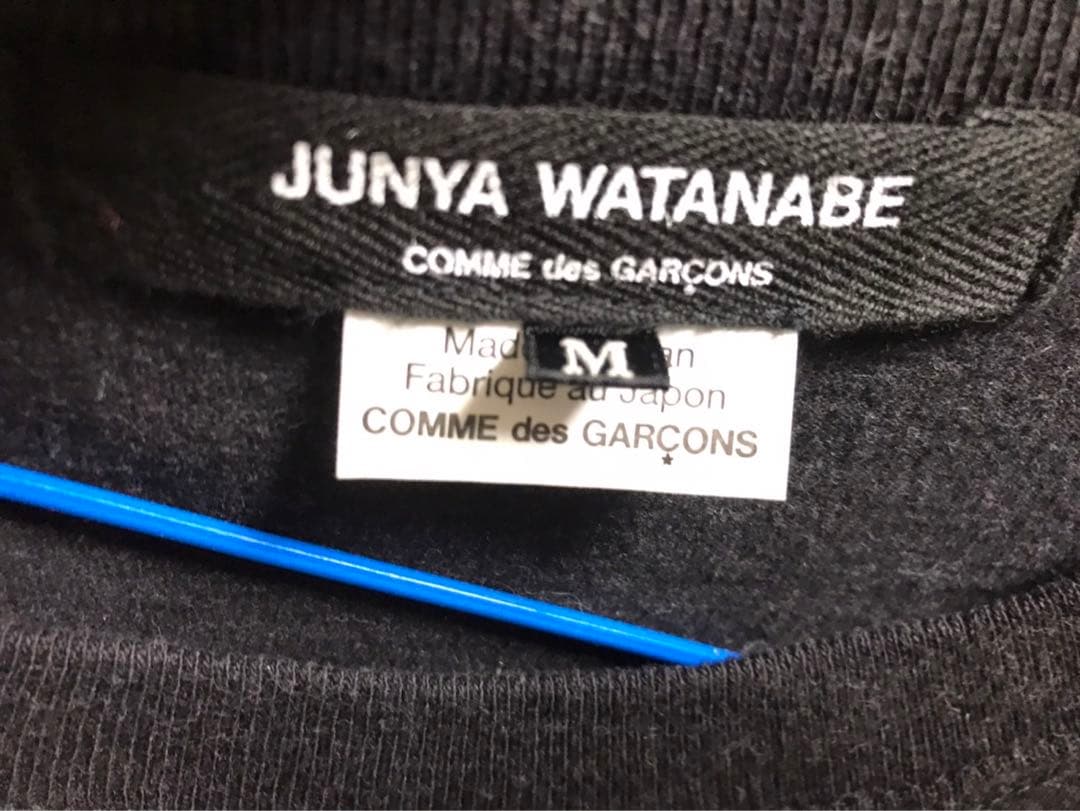 JUNYA WATANABE
COMME des GARÇONS
M
Fabrique au Japon
COMME des GARÇONS